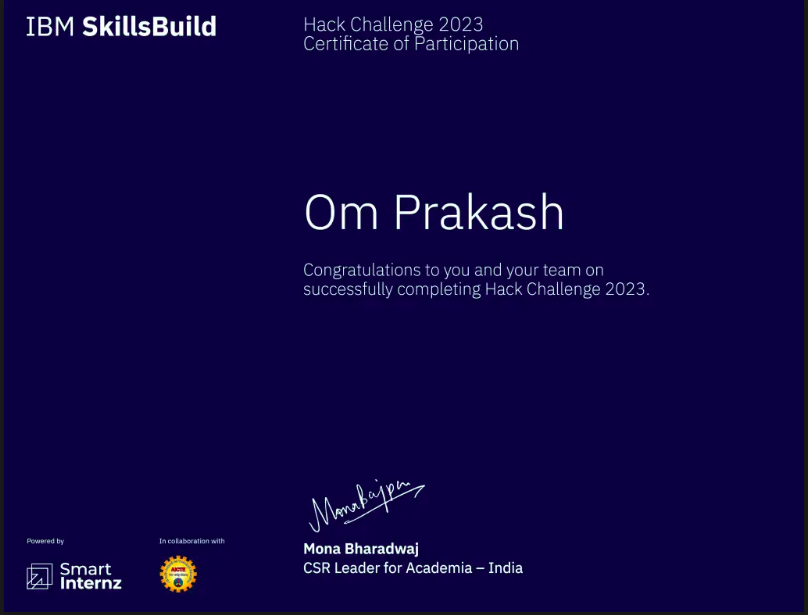 IBM SkillsBuild
Hack Challenge 2023
Certificate of Participation
Om Prakash
Congratulations to you and your team on
successfully completing Hack Challenge 2023.
Mona Bharadwaj
CSR Leader for Academia – India
Powered by
Smart
Internz
In collaboration with
AICTE